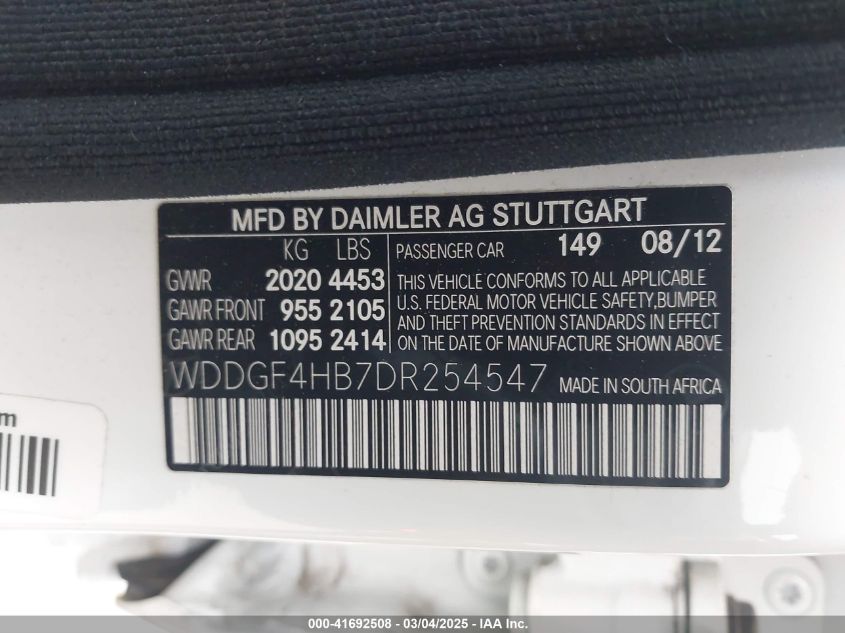 MFD BY DAIMLER AG STUTTGART
KG LBS
GVWR 2020 4453
GAWR FRONT 955 2105
GAWR REAR 1095 2414
PASSENGER CAR 149 08/12
THIS VEHICLE CONFORMS TO ALL APPLICABLE
U.S. FEDERAL MOTOR VEHICLE SAFETY,BUMPER
AND THEFT PREVENTION STANDARDS IN EFFECT
ON THE DATE OF MANUFACTURE SHOWN ABOVE
WDDGF4HB7DR254547 MADE IN SOUTH AFRICA
m
000-41692508 - 03/04/2025 - IAAI Inc.